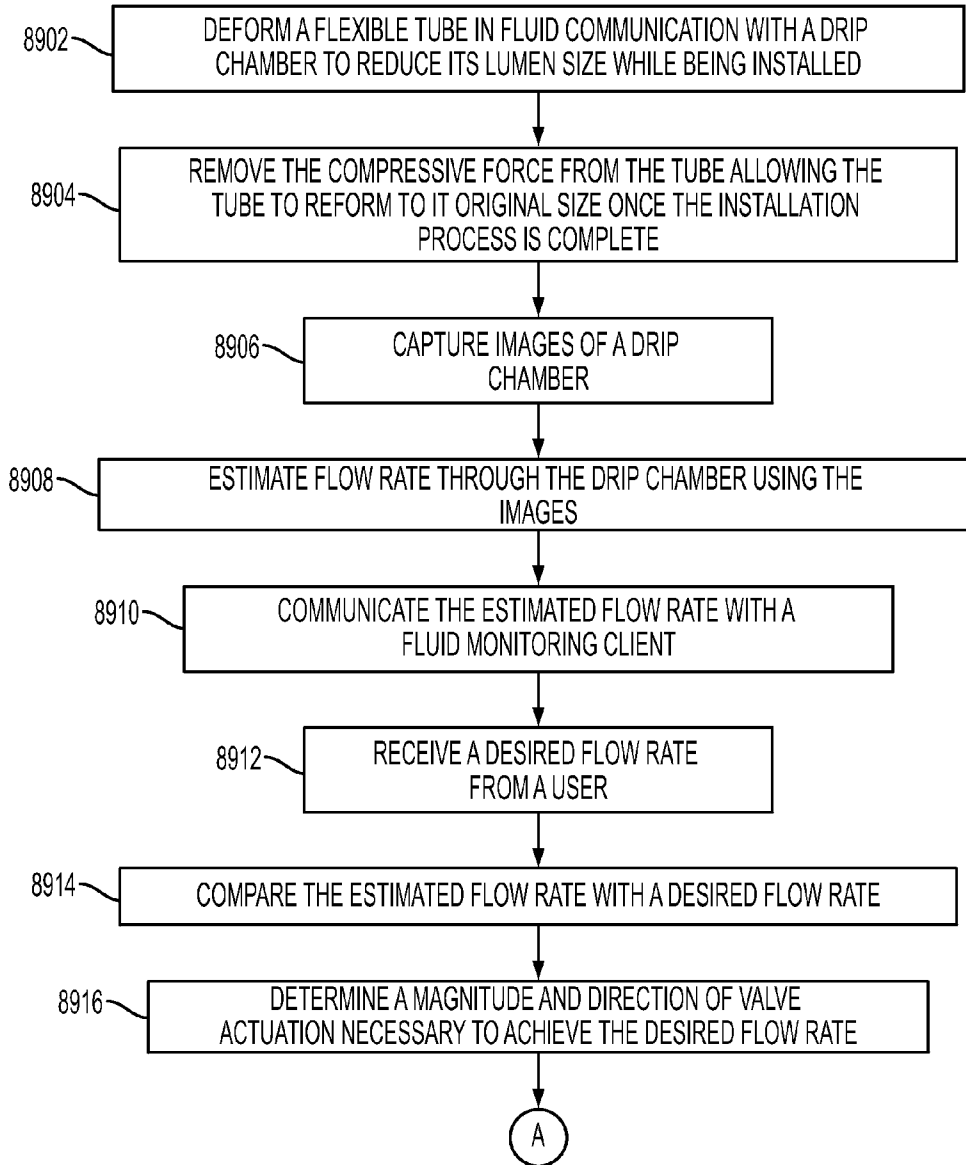 8902
DEFORM A FLEXIBLE TUBE IN FLUID COMMUNICATION WITH A DRIP
CHAMBER TO REDUCE ITS LUMEN SIZE WHILE BEING INSTALLED
8904
REMOVE THE COMPRESSIVE FORCE FROM THE TUBE ALLOWING THE
TUBE TO REFORM TO IT ORIGINAL SIZE ONCE THE INSTALLATION
PROCESS IS COMPLETE
8906
CAPTURE IMAGES OF A DRIP
CHAMBER
8908
ESTIMATE FLOW RATE THROUGH THE DRIP CHAMBER USING THE
IMAGES
8910
COMMUNICATE THE ESTIMATED FLOW RATE WITH A
FLUID MONITORING CLIENT
8912
RECEIVE A DESIRED FLOW RATE
FROM A USER
8914
COMPARE THE ESTIMATED FLOW RATE WITH A DESIRED FLOW RATE
8916
DETERMINE A MAGNITUDE AND DIRECTION OF VALVE
ACTUATION NECESSARY TO ACHIEVE THE DESIRED FLOW RATE
A